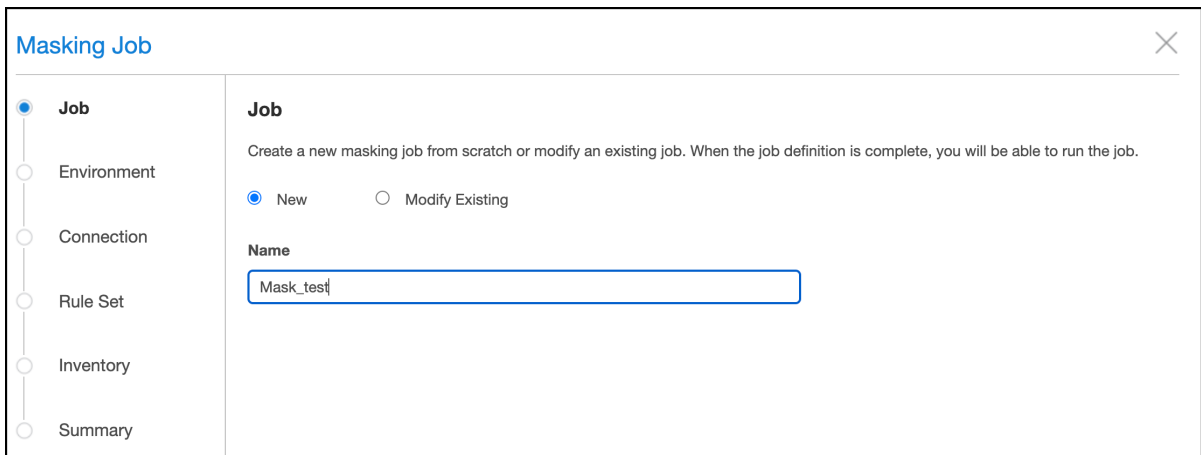 Masking Job
Job
Environment
Connection
Rule Set
Inventory
Summary
Job
Create a new masking job from scratch or modify an existing job. When the job definition is complete, you will be able to run the job.
New Modify Existing
Name
Mask_test